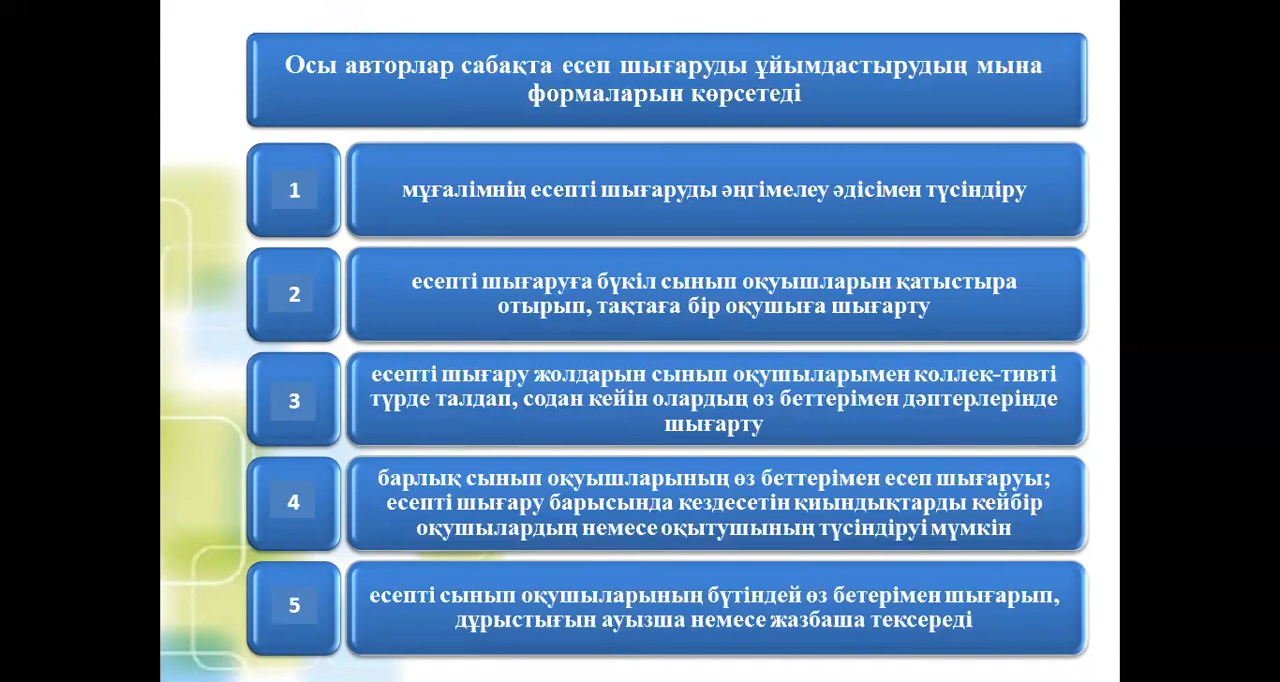 Осы авторлар сабақта есеп шығаруды ұйымдастырудың мына
формаларын көрсетеді
1
мұғалімнің есепті шығаруды әңгімелеу әдісімен түсіндіру
2
есепті шығаруға бүкіл сынып оқуышларын қатыстыра
отырып, тақтаға бір оқушыға шығарту
3
есепті шығару жолдарын сынып оқушыларымен коллек-тивті
түрде талдап, содан кейін олардың өз беттерімен дәптерлерінде
шығарту
4
барлық сынып оқуышларының өз беттерімен есеп шығаруы;
есепті шығару барысында кездесетін қиындықтарды кейбір
оқушылардың немесе оқытушының түсіндіруі мүмкін
5
есепті сынып оқушыларының бүтіндей өз бетерімен шығарып,
дұрыстығын ауызша немесе жазбаша тексереді